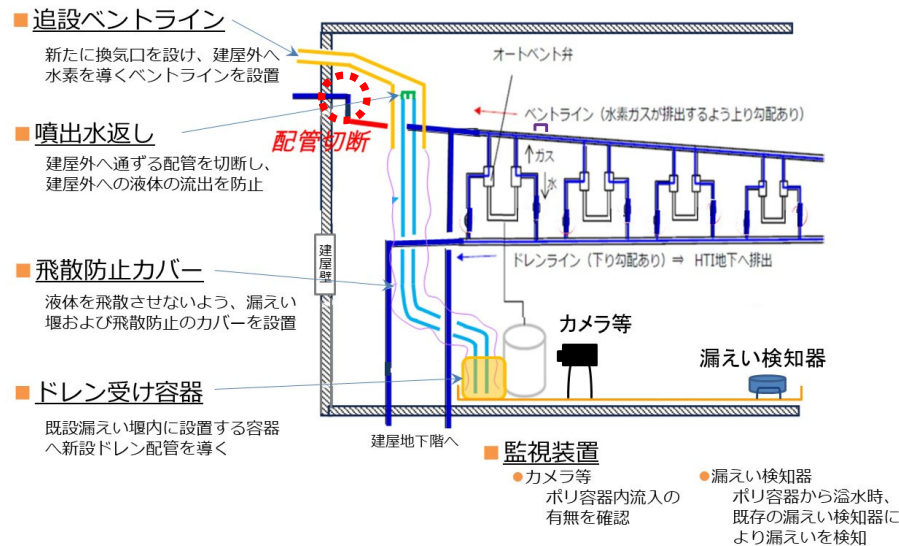 ■追設ベントライン
新たに換気口を設け、建屋外へ
水素を導くベントラインを設置
■噴出水返し
建屋外へ通ずる配管を切断し、
建屋外への液体の流出を防止
■飛散防止カバー
液体を飛散させないよう、漏えい
堰および飛散防止のカバーを設置
■ドレン受け容器
既設漏えい堰内に設置する容器
へ新設ドレン配管を導く
配管切断
建屋壁
オートベント弁
ベントライン（水素ガスが排出するよう上り勾配あり）
ガス
水
ドレンライン（下り勾配あり）⇒ HTI地下へ排出
カメラ等
漏えい検知器
建屋地下階へ
■監視装置
●カメラ等
ポリ容器内流入の
有無を確認
●漏えい検知器
ポリ容器から溢水時、
既存の漏えい検知器に
より漏えいを検知